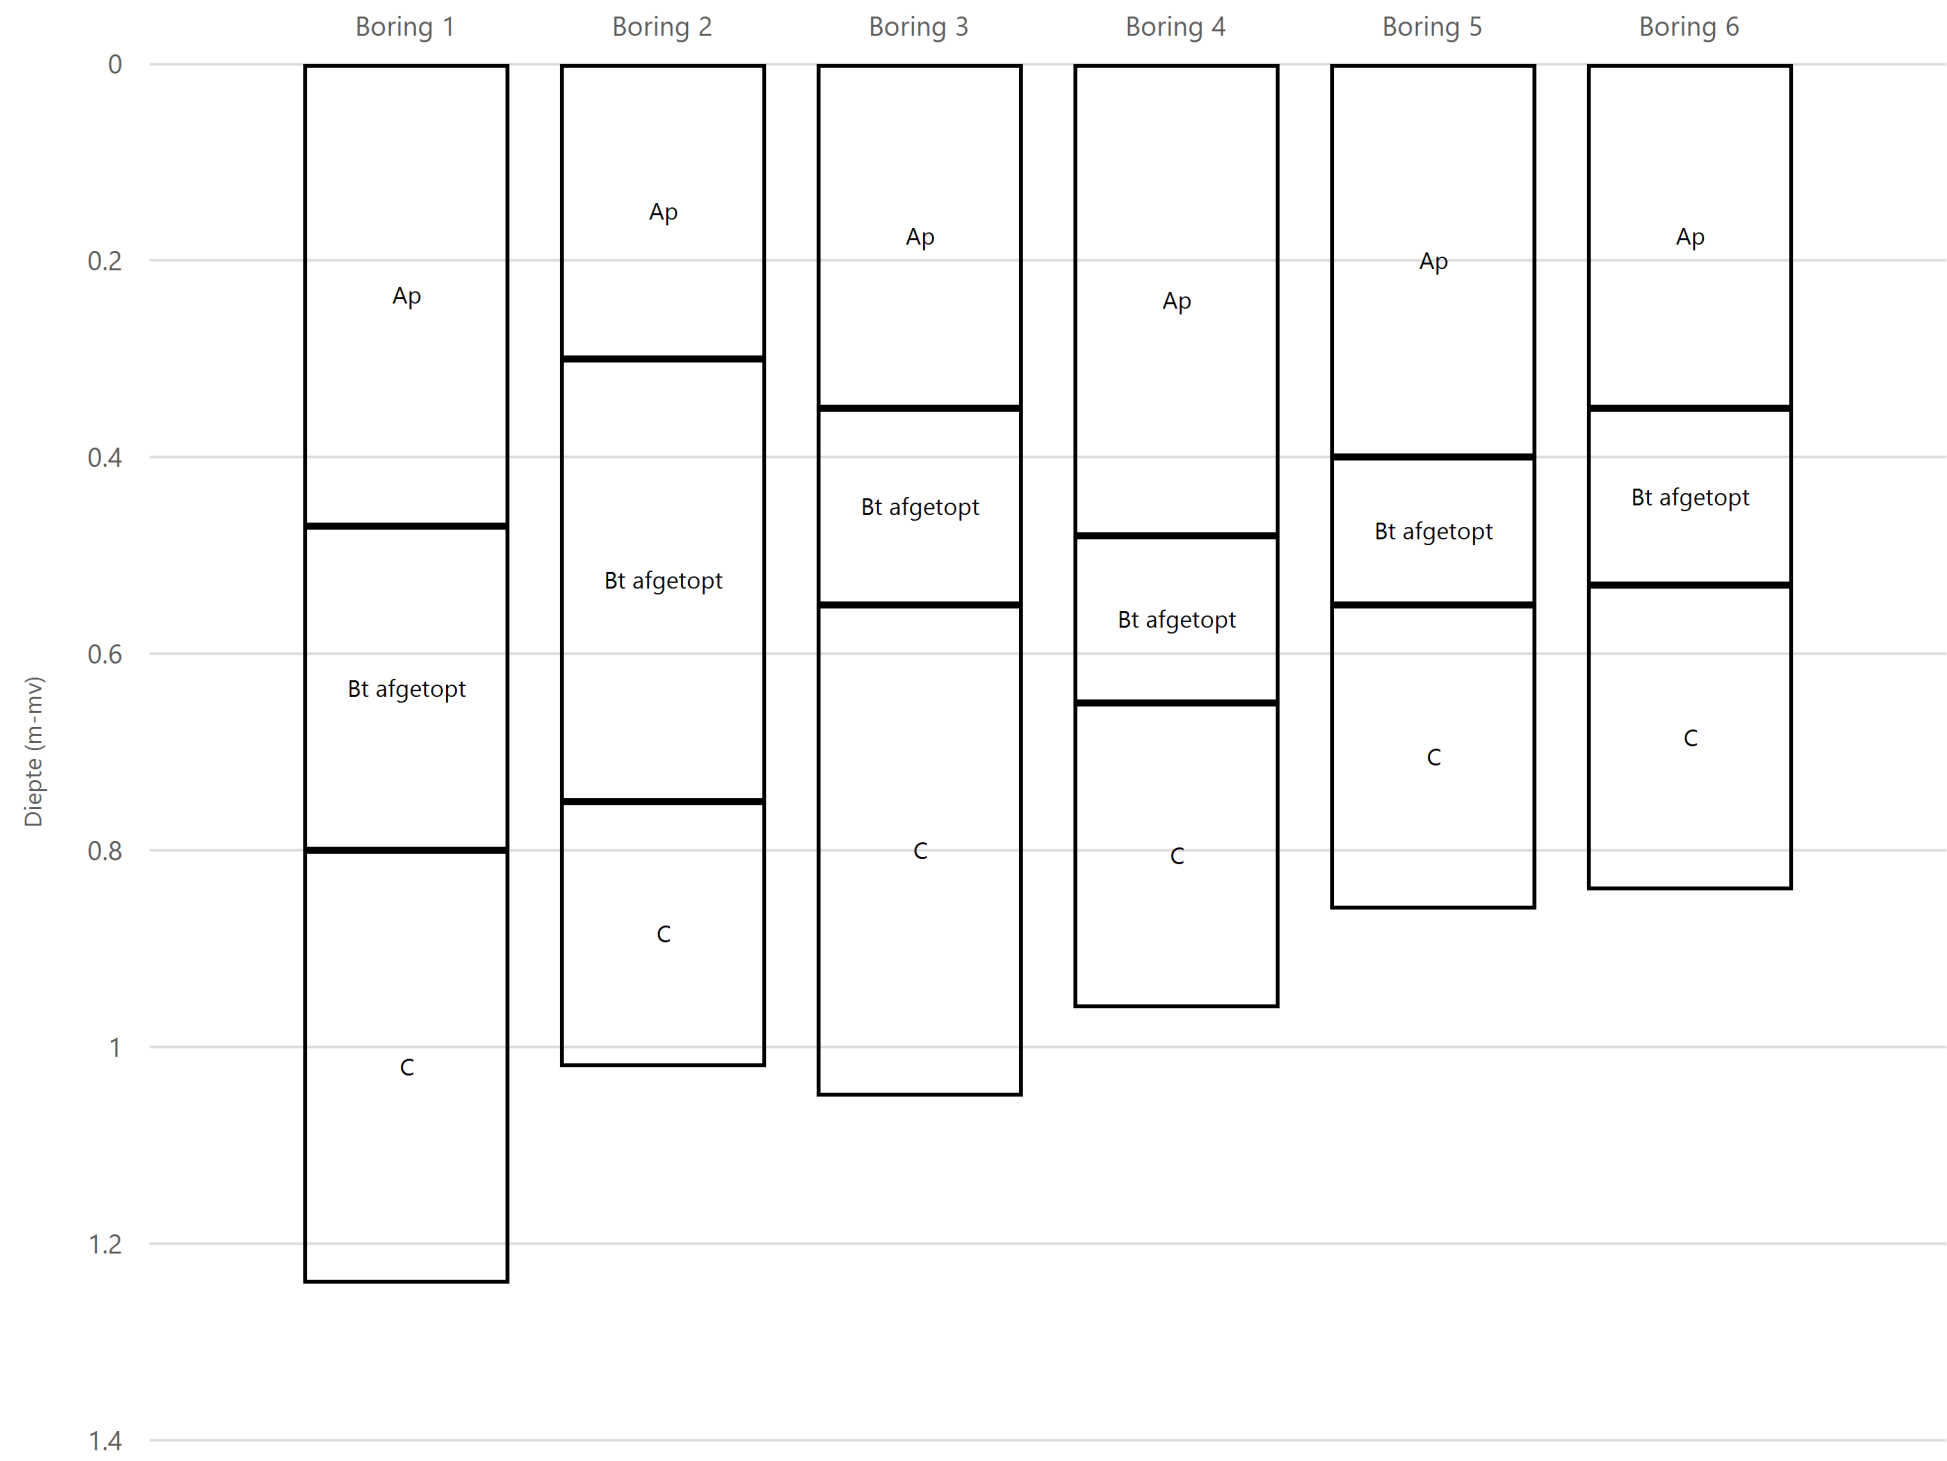 Boring 1
Boring 2
Boring 3
Boring 4
Boring 5
Boring 6
0
0.2
0.4
0.6
0.8
1
1.2
1.4
Diepte (m-mv)
Ap
Bt afgetopt
C
Ap
Bt afgetopt
C
Ap
Bt afgetopt
C
Ap
Bt afgetopt
C
Ap
Bt afgetopt
C
Ap
Bt afgetopt
C